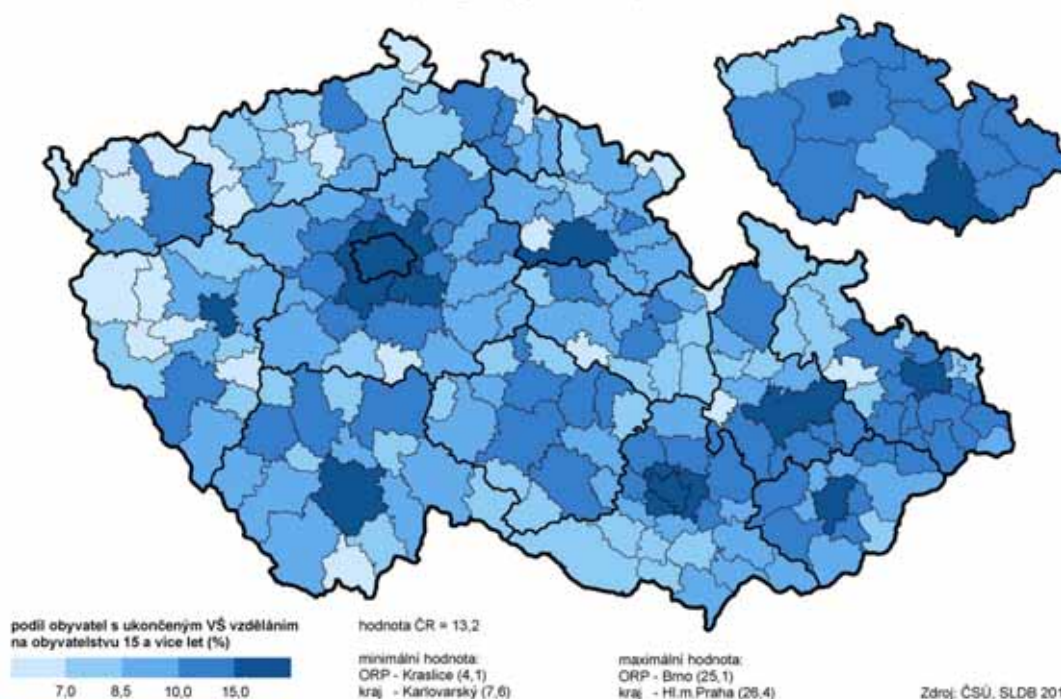 podíl obyvatel s ukončeným VŠ vzděláním
na obyvatelstvu 15 a více let (%)
7,0 8,5 10,0 15,0
hodnota ČR = 13,2
minimální hodnota:
ORP - Kraslice (4,1)
kraj - Karlovarský (7,6)
maximální hodnota:
ORP - Brno (25,1)
kraj - Hl.m.Praha (26,4)
Zdroj: ČSÚ, SLDB